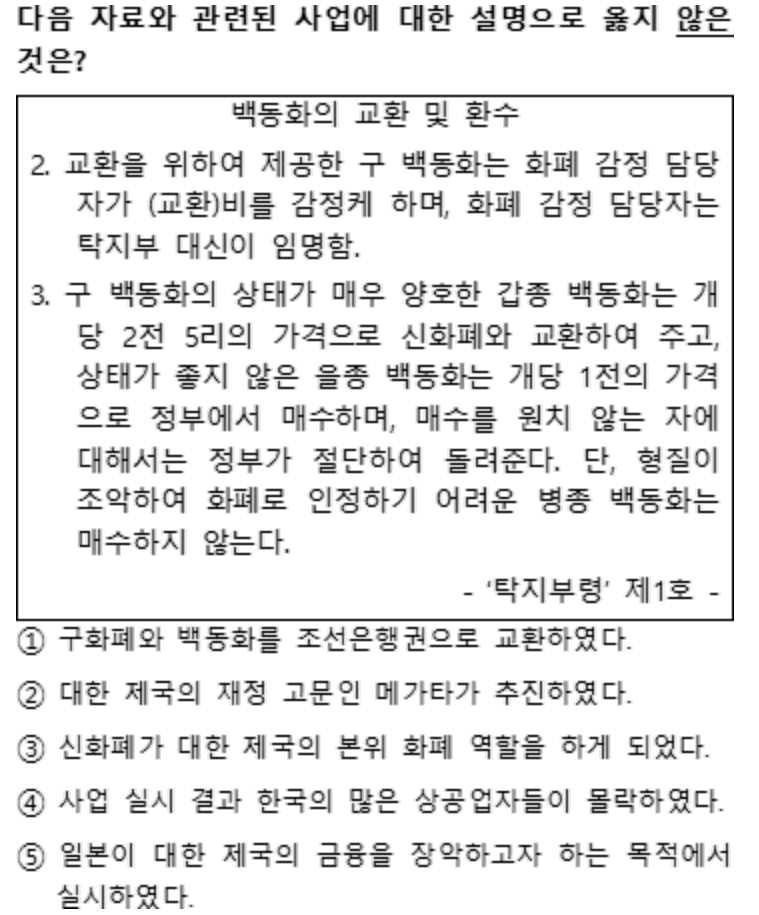 다음 자료와 관련된 사업에 대한 설명으로 옳지 않은
것은?
백동화의 교환 및 환수
2. 교환을 위하여 제공한 구 백동화는 화폐 감정 담당
자가 (교환)비를 감정케 하며, 화폐 감정 담당자는
탁지부 대신이 임명함.
3. 구 백동화의 상태가 매우 양호한 갑종 백동화는 개
당 2전 5리의 가격으로 신화폐와 교환하여 주고,
상태가 좋지 않은 을종 백동화는 개당 1전의 가격
으로 정부에서 매수하며, 매수를 원치 않는 자에
대해서는 정부가 절단하여 돌려준다. 단, 형질이
조악하여 화폐로 인정하기 어려운 병종 백동화는
매수하지 않는다.
- ‘탁지부령’ 제1호 -
① 구화폐와 백동화를 조선은행권으로 교환하였다.
② 대한 제국의 재정 고문인 메가타가 추진하였다.
③ 신화폐가 대한 제국의 본위 화폐 역할을 하게 되었다.
④ 사업 실시 결과 한국의 많은 상공업자들이 몰락하였다.
⑤ 일본이 대한 제국의 금융을 장악하고자 하는 목적에서
실시하였다.